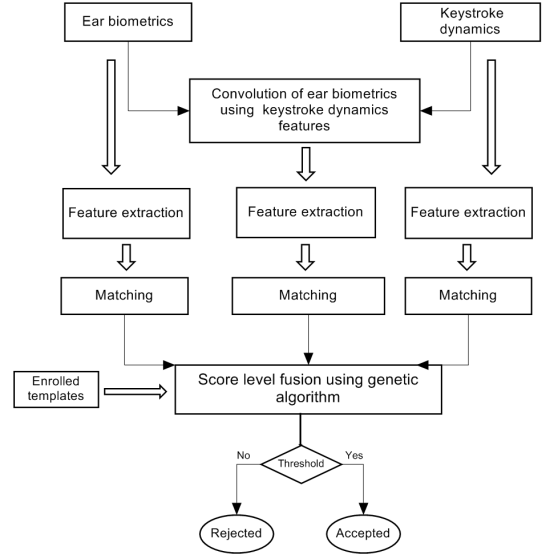 Ear biometrics
Keystroke
dynamics
Convolution of ear biometrics
using keystroke dynamics
features
Feature extraction
Feature extraction
Feature extraction
Matching
Matching
Matching
Enrolled
templates
Score level fusion using genetic
algorithm
No
Threshold
Yes
Rejected
Accepted